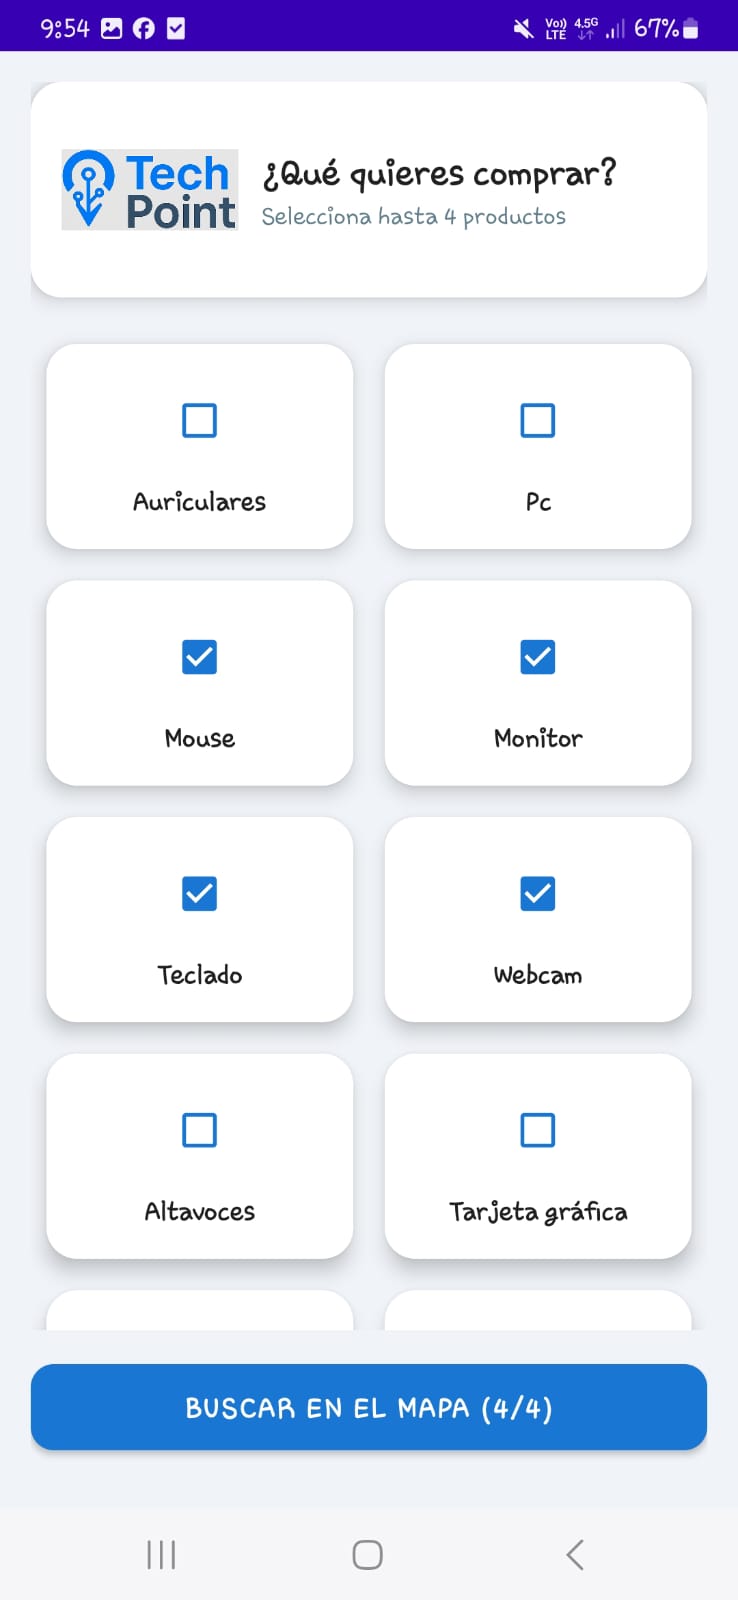 9:54
Vo)) LTE 4.5G 67%
Tech Point
¿Qué quieres comprar?
Selecciona hasta 4 productos
Auriculares
Pc
Mouse
Monitor
Teclado
Webcam
Altavoces
Tarjeta gráfica
BUSCAR EN EL MAPA (4/4)